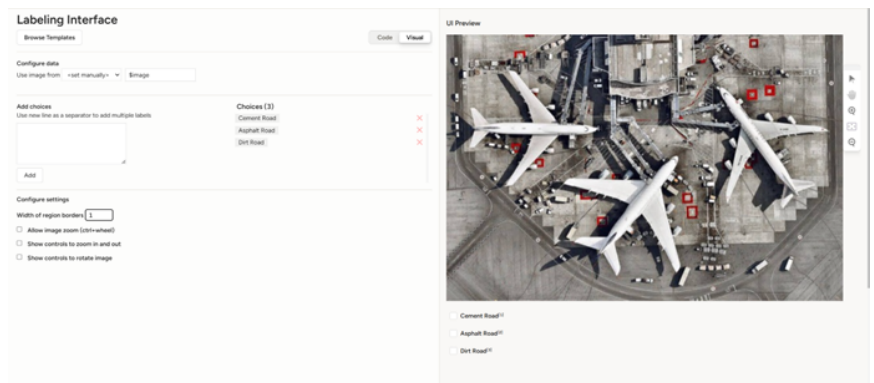 Labeling Interface
Browse Templates
Code Visual
Configure data
Use image from <set manually> $image
Add choices
Use new line as a separator to add multiple labels
Add
Choices (3)
Cement Road
Asphalt Road
Dirt Road
Configure settings
Width of region borders 1
Allow image zoom (ctrl+wheel)
Show controls to zoom in and out
Show controls to rotate image
UI Preview
Cement Road[1]
Asphalt Road[2]
Dirt Road[3]